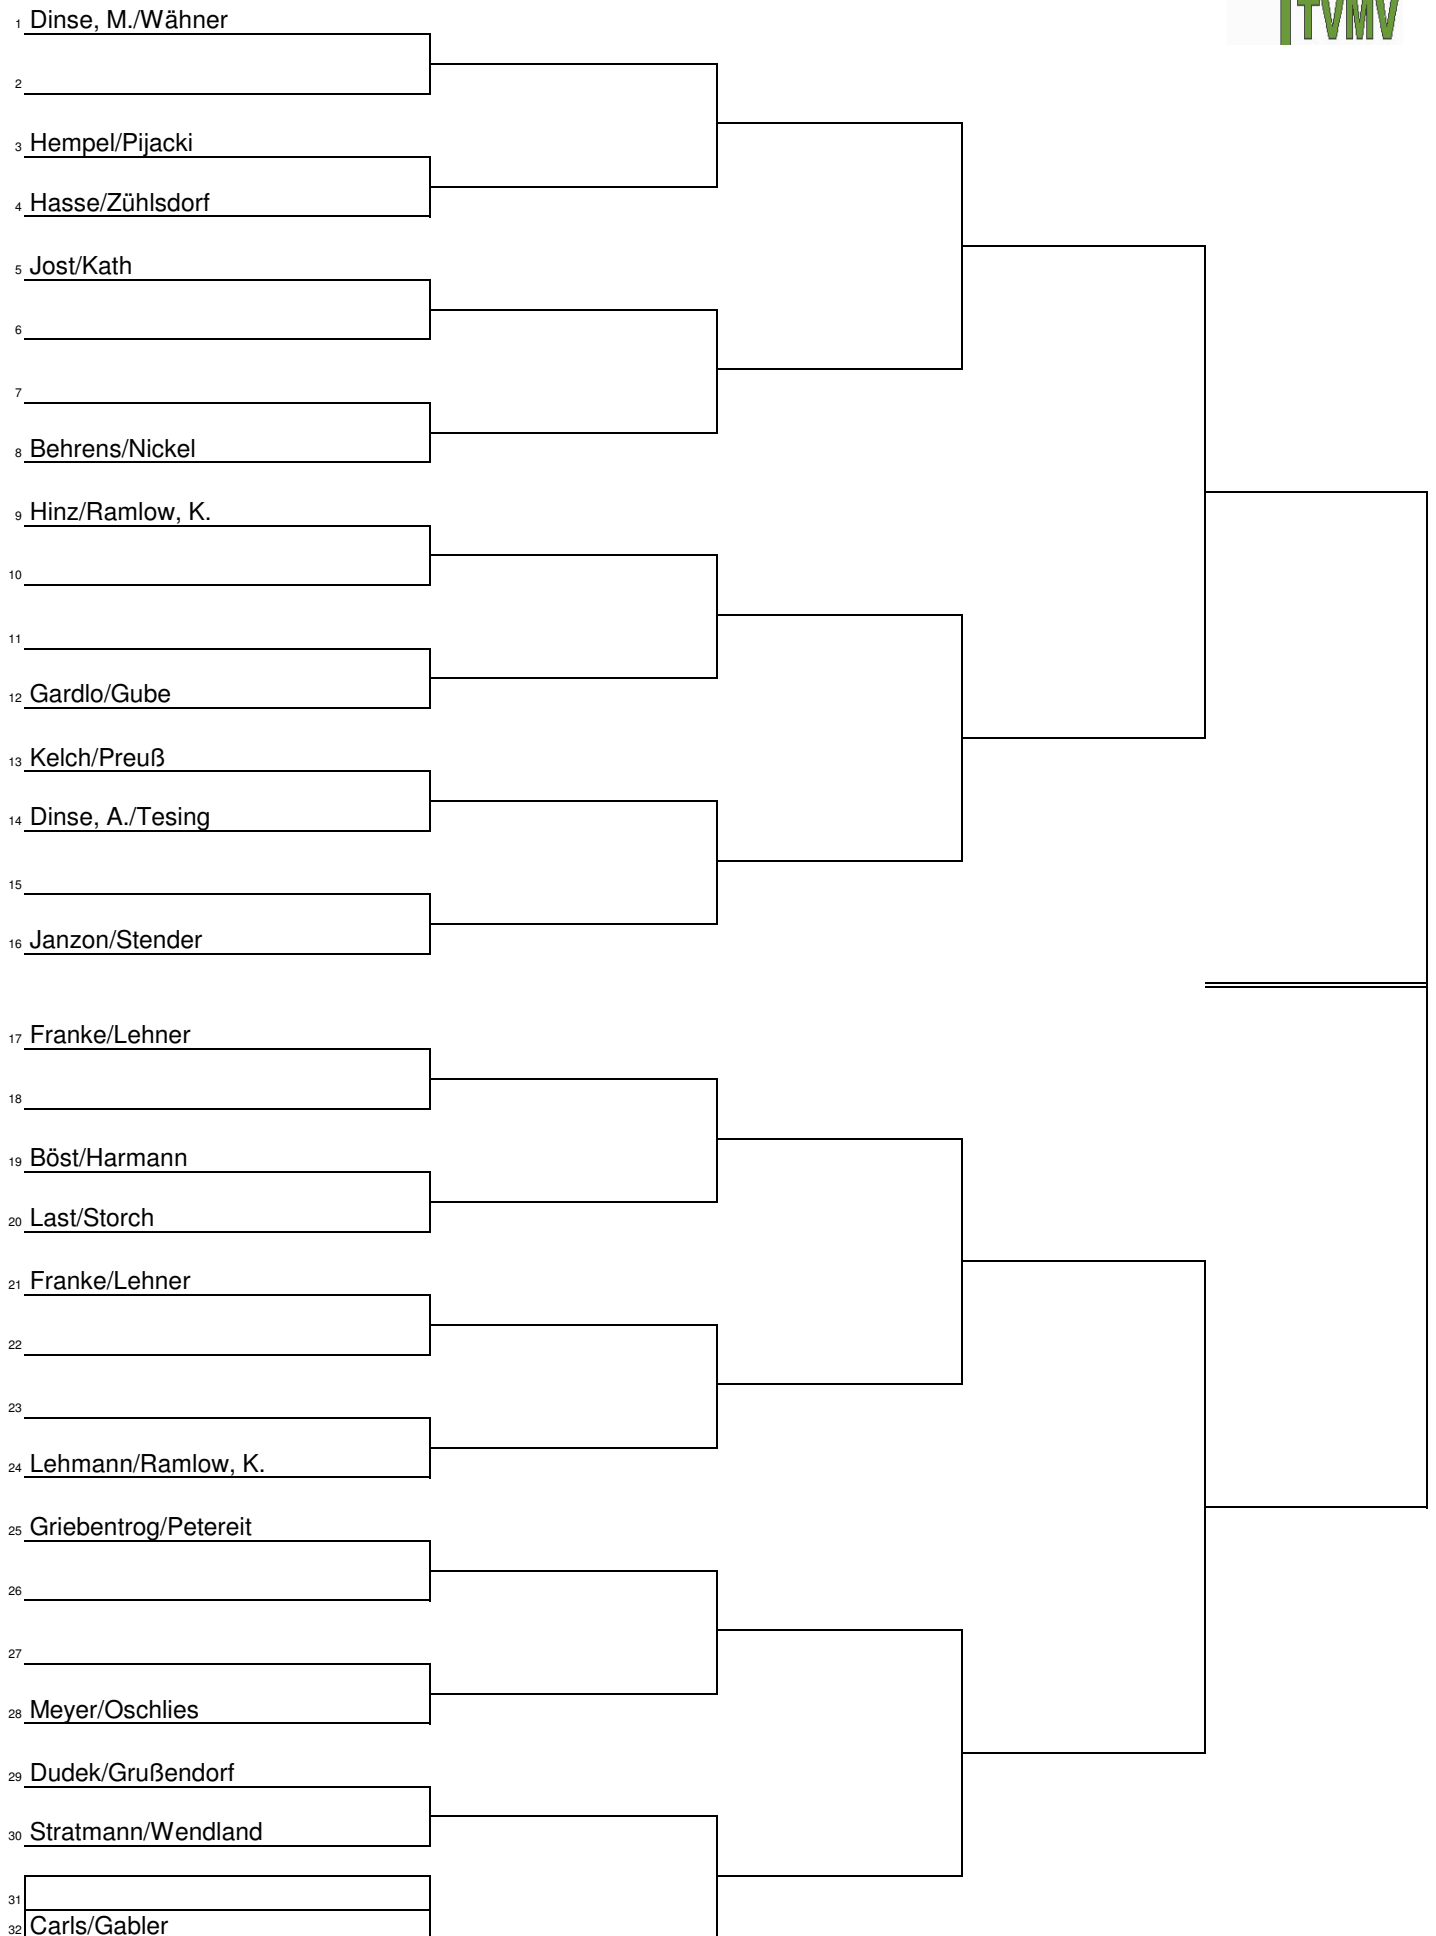 TVMV
1 Dinse, M./Wähner
2
3 Hempel/Pijacki
4 Hasse/Zühlsdorf
5 Jost/Kath
6
7
8 Behrens/Nickel
9 Hinz/Ramlow, K.
10
11
12 Gardlo/Gube
13 Kelch/Preuß
14 Dinse, A./Tesing
15
16 Janzon/Stender
17 Franke/Lehner
18
19 Böst/Harmann
20 Last/Storch
21 Franke/Lehner
22
23
24 Lehmann/Ramlow, K.
25 Griebentrog/Petereit
26
27
28 Meyer/Oschlies
29 Dudek/Grußendorf
30 Stratmann/Wendland
31
32 Carls/Gabler